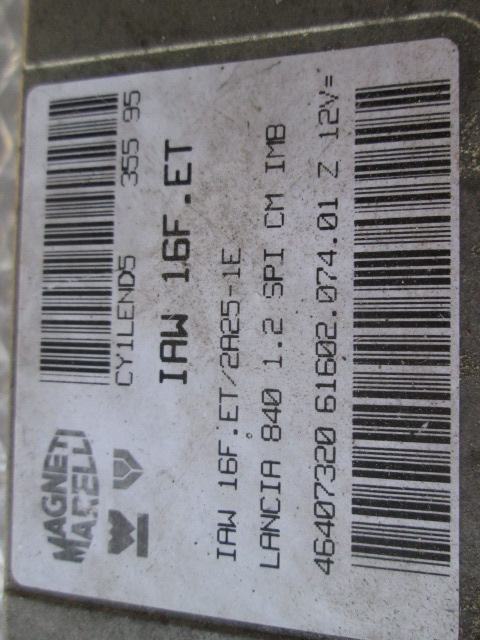 MAGNETI
MARELLI
CY1LEND5 355 95
IAW 16F.ET
IAW 16F.ET/2A25-1E
LANCIA 840 1.2 SPI CM IMB
46407320 61602.074.01 Z 12V=